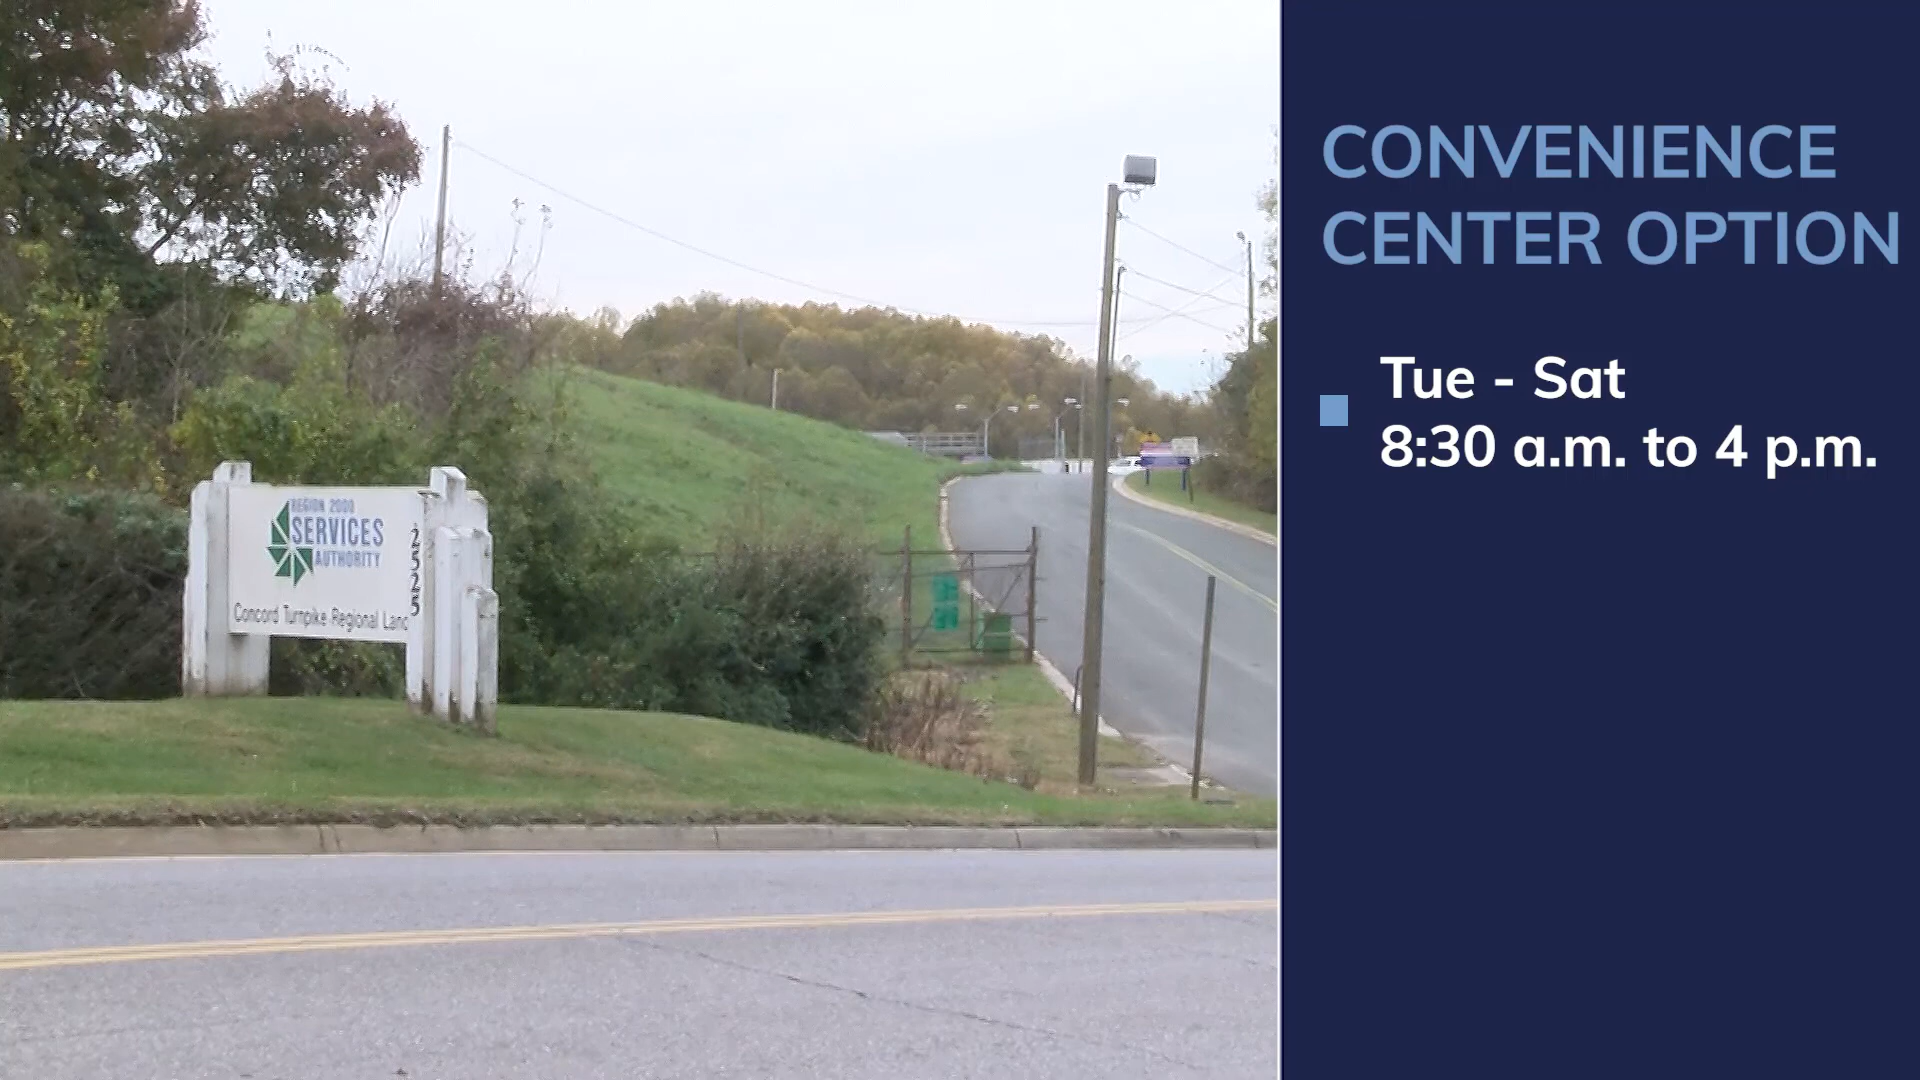 REGION 2000
SERVICES
AUTHORITY
2525
Concord Turnpike Regional Land
CONVENIENCE
CENTER OPTION
Tue - Sat
8:30 a.m. to 4 p.m.